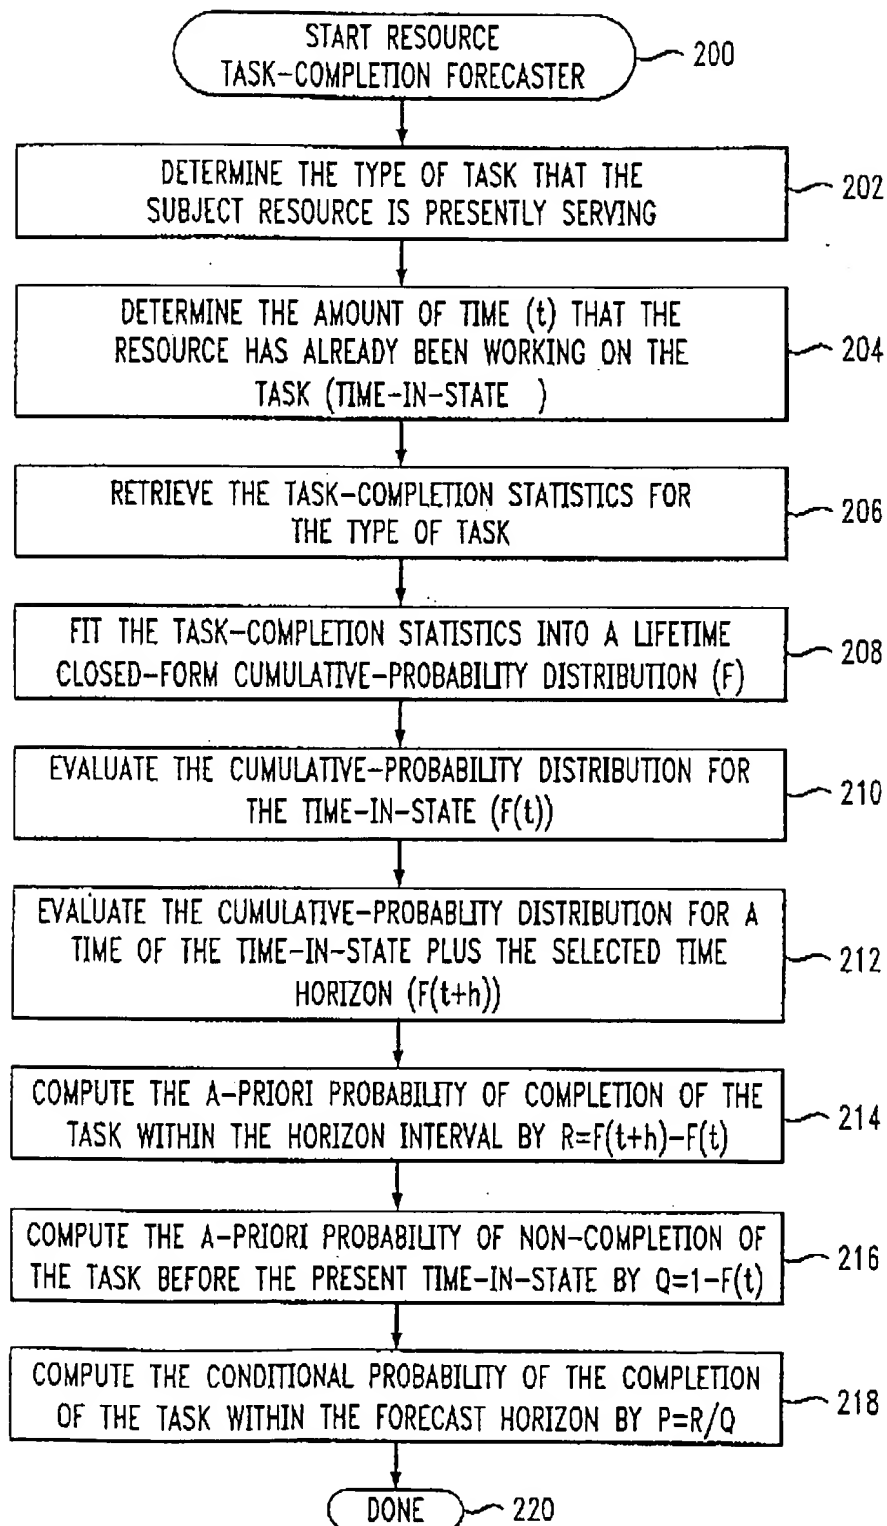 START RESOURCE
TASK-COMPLETION FORECASTER
200
DETERMINE THE TYPE OF TASK THAT THE
SUBJECT RESOURCE IS PRESENTLY SERVING
202
DETERMINE THE AMOUNT OF TIME (t) THAT THE
RESOURCE HAS ALREADY BEEN WORKING ON THE
TASK (TIME-IN-STATE )
204
RETRIEVE THE TASK-COMPLETION STATISTICS FOR
THE TYPE OF TASK
206
FIT THE TASK-COMPLETION STATISTICS INTO A LIFETIME
CLOSED-FORM CUMULATIVE-PROBABILITY DISTRIBUTION (F)
208
EVALUATE THE CUMULATIVE-PROBABILITY DISTRIBUTION FOR
THE TIME-IN-STATE (F(t))
210
EVALUATE THE CUMULATIVE-PROBABLITY DISTRIBUTION FOR A
TIME OF THE TIME-IN-STATE PLUS THE SELECTED TIME
HORIZON (F(t+h))
212
COMPUTE THE A-PRIORI PROBABILITY OF COMPLETION OF THE
TASK WITHIN THE HORIZON INTERVAL BY R=F(t+h)-F(t)
214
COMPUTE THE A-PRIORI PROBABILITY OF NON-COMPLETION OF
THE TASK BEFORE THE PRESENT TIME-IN-STATE BY Q=1-F(t)
216
COMPUTE THE CONDITIONAL PROBABILITY OF THE COMPLETION
OF THE TASK WITHIN THE FORECAST HORIZON BY P=R/Q
218
DONE
220